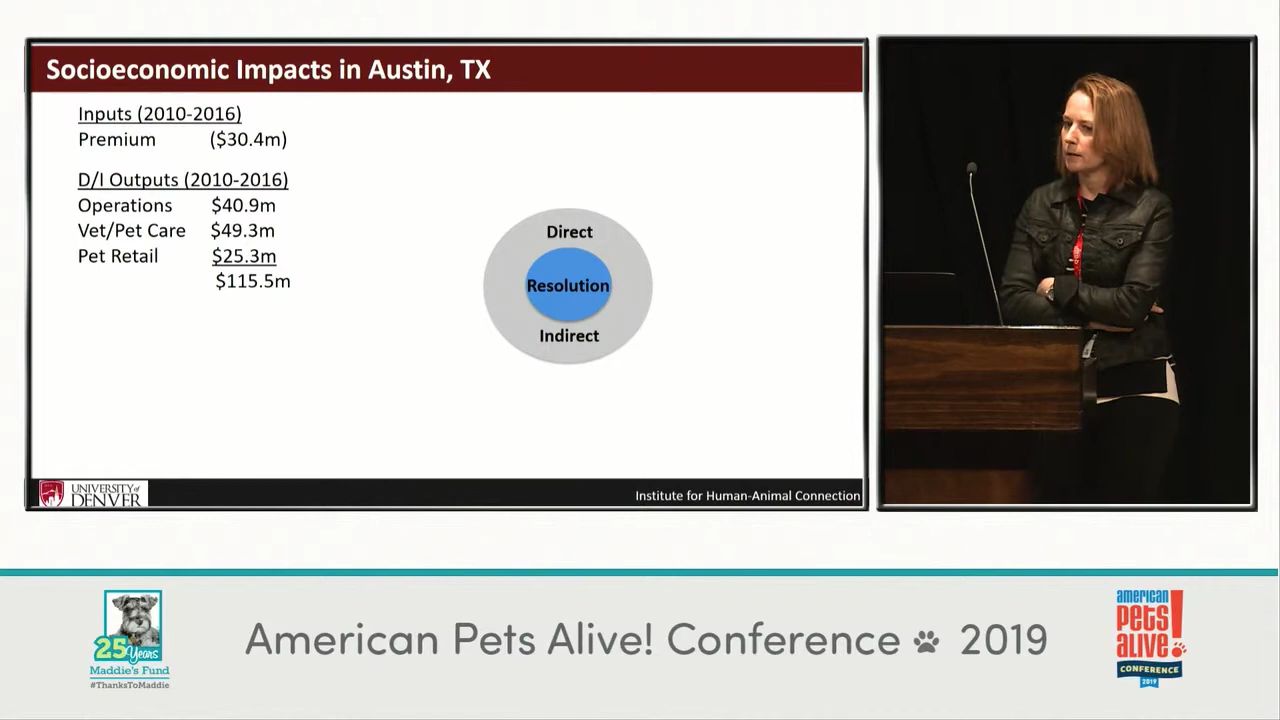 Socioeconomic Impacts in Austin, TX
Inputs (2010-2016)
Premium ($30.4m)
D/I Outputs (2010-2016)
Operations $40.9m
Vet/Pet Care $49.3m
Pet Retail $25.3m
$115.5m
Direct
Resolution
Indirect
UNIVERSITY of
DENVER
Institute for Human-Animal Connection
25 Years
Maddie's Fund
#ThanksToMaddie
American Pets Alive! Conference 2019
american
pets
alive!
CONFERENCE
2019